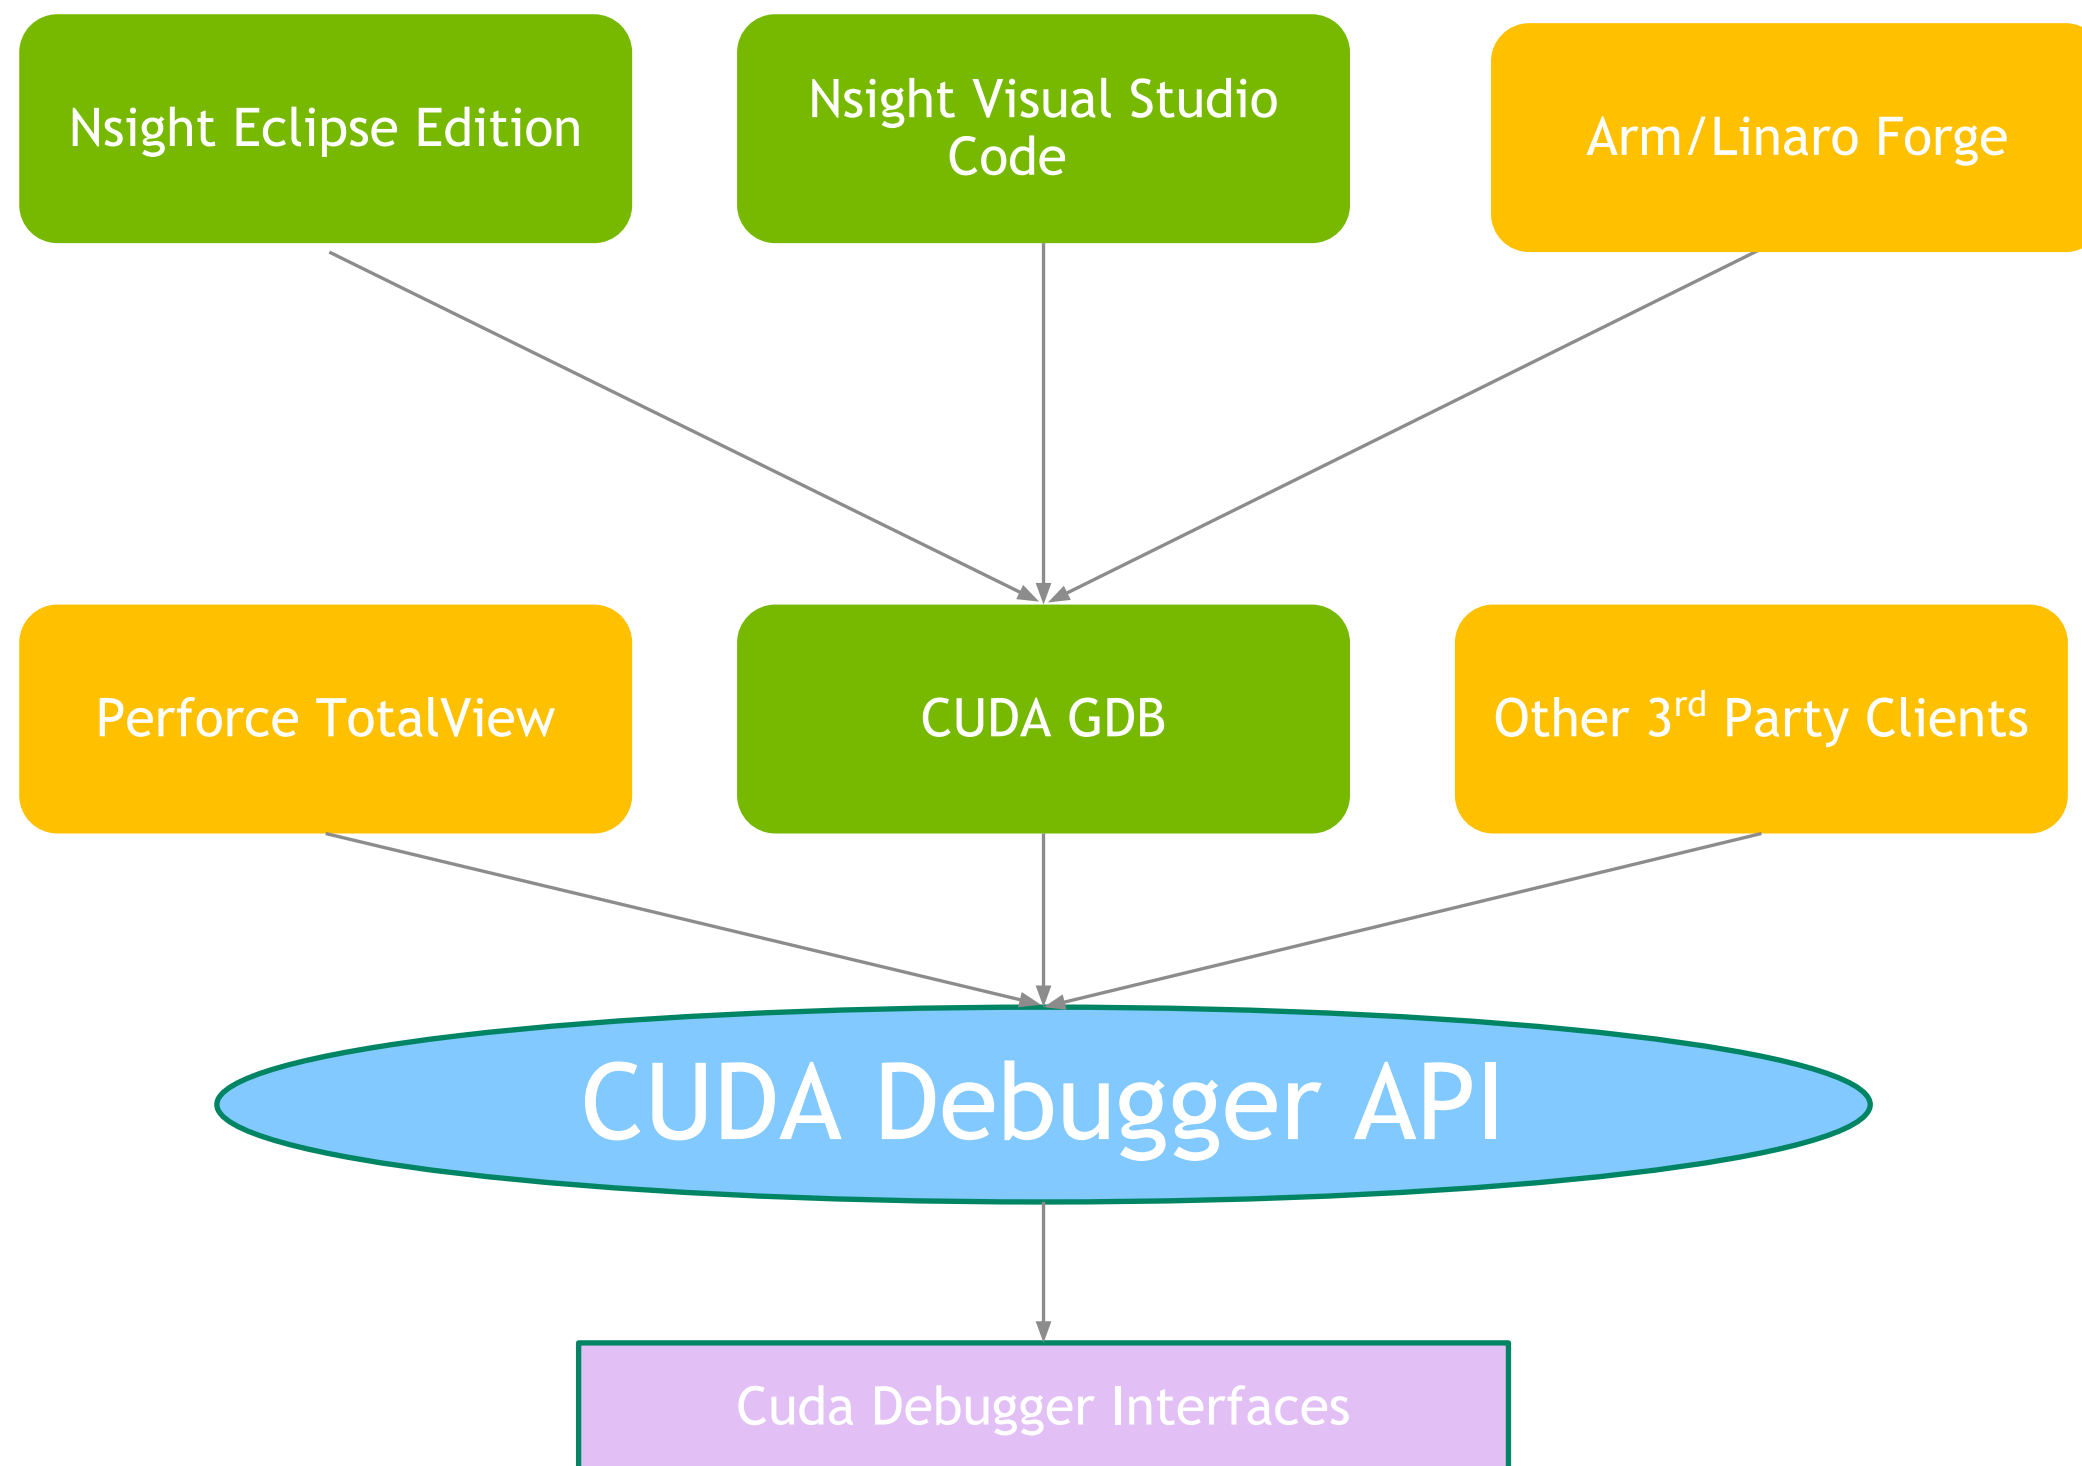 Nsight Eclipse Edition
Nsight Visual Studio
Code
Arm/Linaro Forge
Perforce TotalView
CUDA GDB
Other 3rd Party Clients
CUDA Debugger API
Cuda Debugger Interfaces